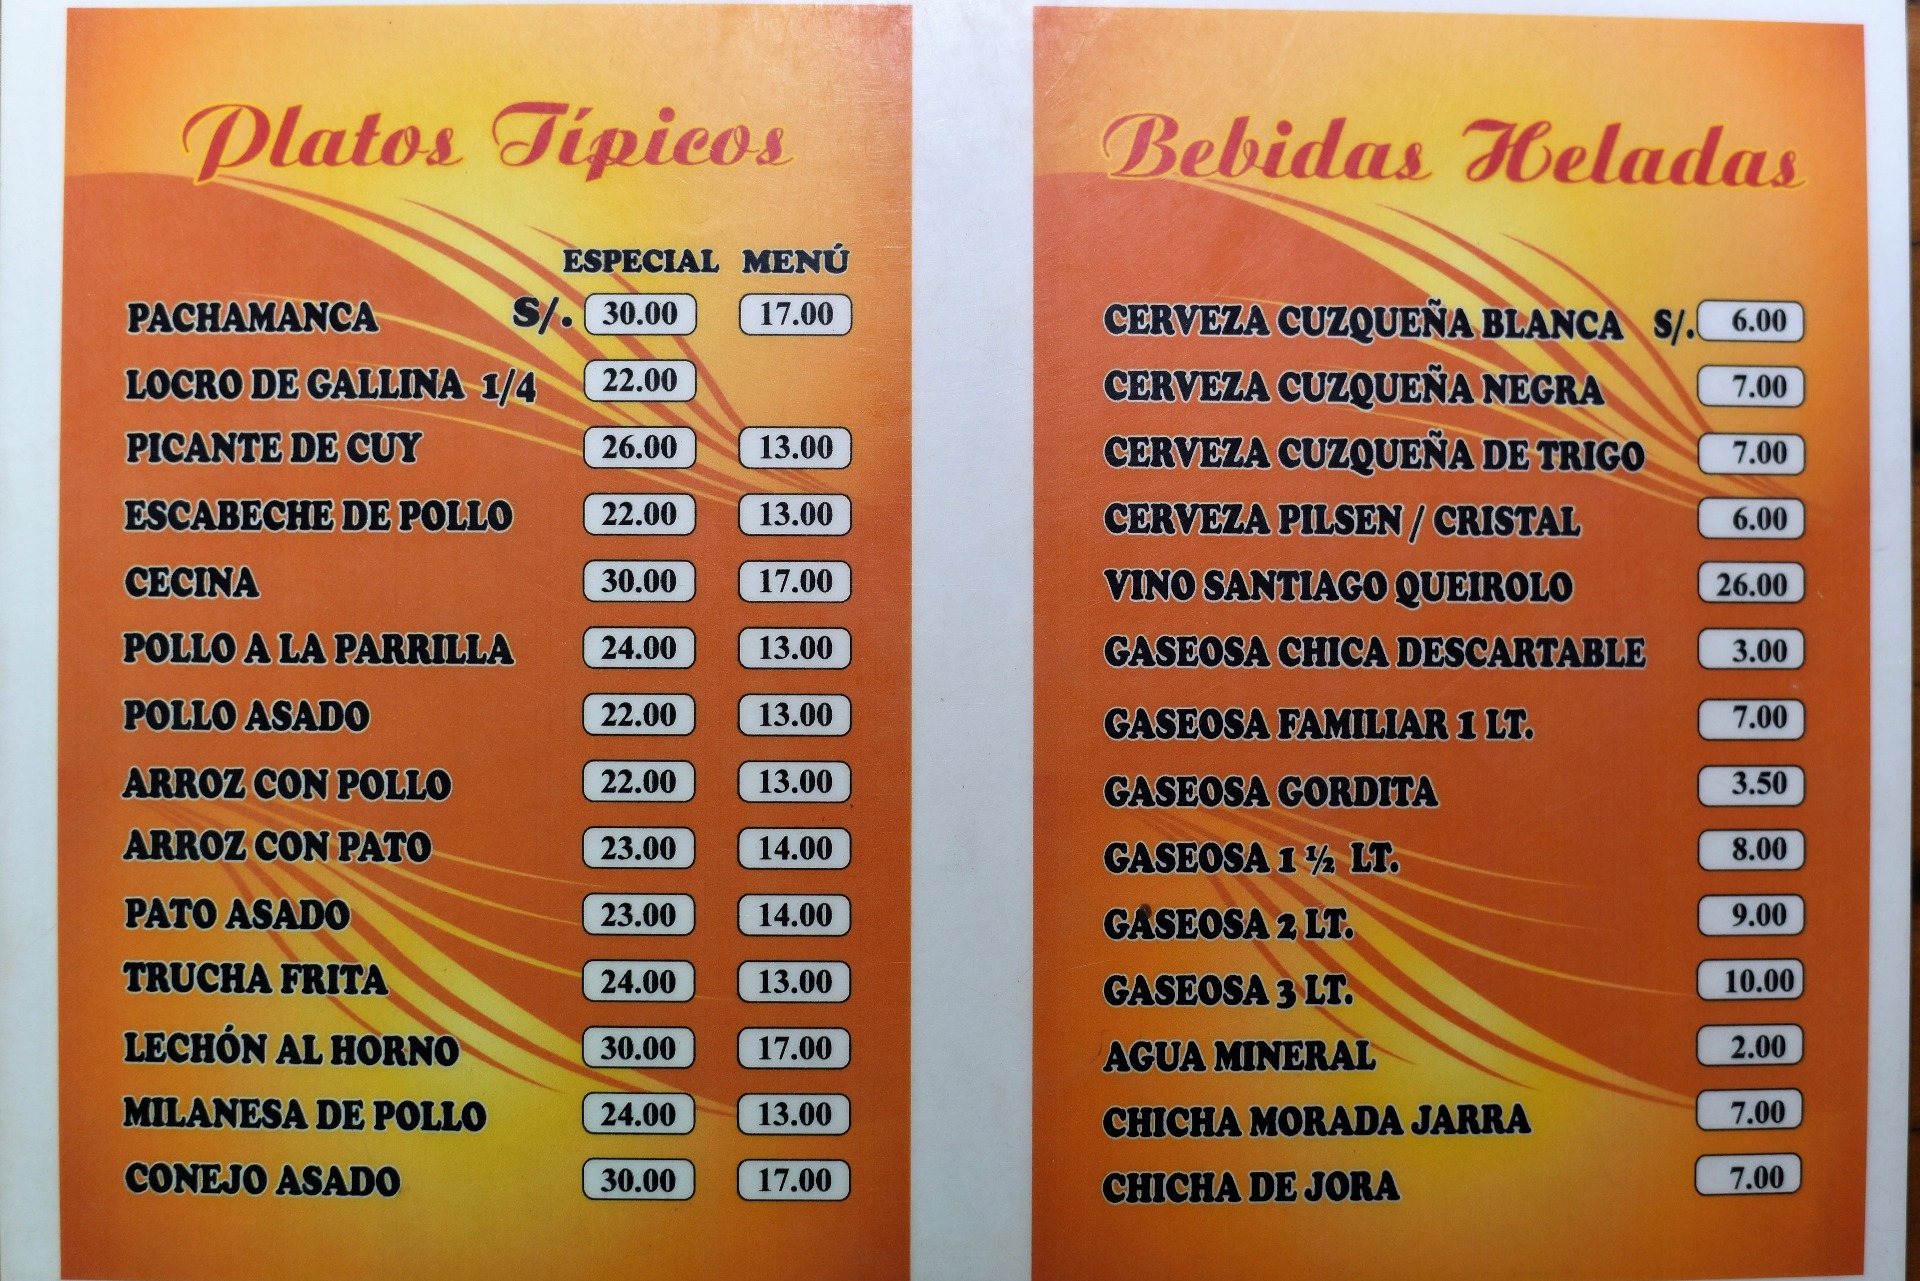 Platos Típicos
ESPECIAL MENÚ
PACHAMANCA S/. 30.00 17.00
LOCRO DE GALLINA 1/4 22.00
PICANTE DE CUY 26.00 13.00
ESCABECHE DE POLLO 22.00 13.00
CECINA 30.00 17.00
POLLO A LA PARRILLA 24.00 13.00
POLLO ASADO 22.00 13.00
ARROZ CON POLLO 22.00 13.00
ARROZ CON PATO 23.00 14.00
PATO ASADO 23.00 14.00
TRUCHA FRITA 24.00 13.00
LECHÓN AL HORNO 30.00 17.00
MILANESA DE POLLO 24.00 13.00
CONEJO ASADO 30.00 17.00
Bebidas Heladas
CERVEZA CUZQUEÑA BLANCA S/. 6.00
CERVEZA CUZQUEÑA NEGRA 7.00
CERVEZA CUZQUEÑA DE TRIGO 7.00
CERVEZA PILSEN / CRISTAL 6.00
VINO SANTIAGO QUEIROLO 26.00
GASEOSA CHICA DESCARTABLE 3.00
GASEOSA FAMILIAR 1 LT. 7.00
GASEOSA GORDITA 3.50
GASEOSA 1 ½ LT. 8.00
GASEOSA 2 LT. 9.00
GASEOSA 3 LT. 10.00
AGUA MINERAL 2.00
CHICHA MORADA JARRA 7.00
CHICHA DE JORA 7.00